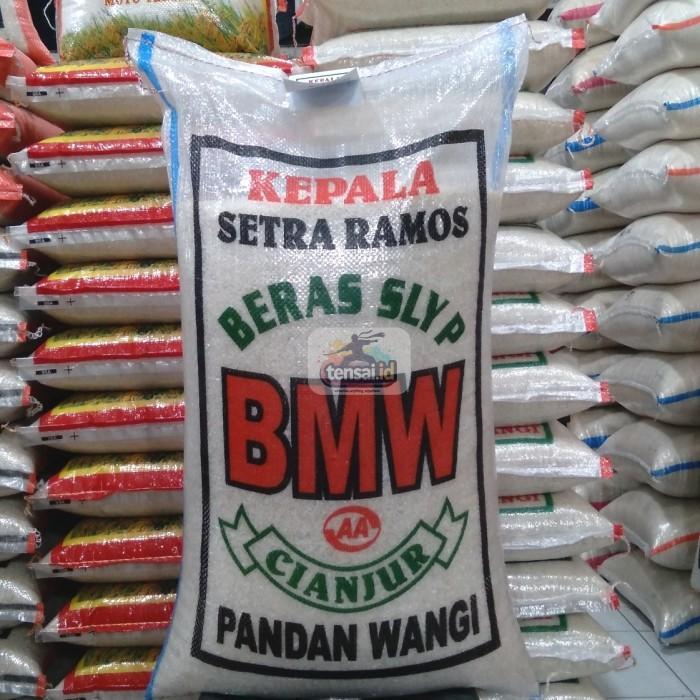 KEPALA
SETRA RAMOS
BERAS SLYP
tensai.id
BMW
AA
CIANJUR
PANDAN WANGI